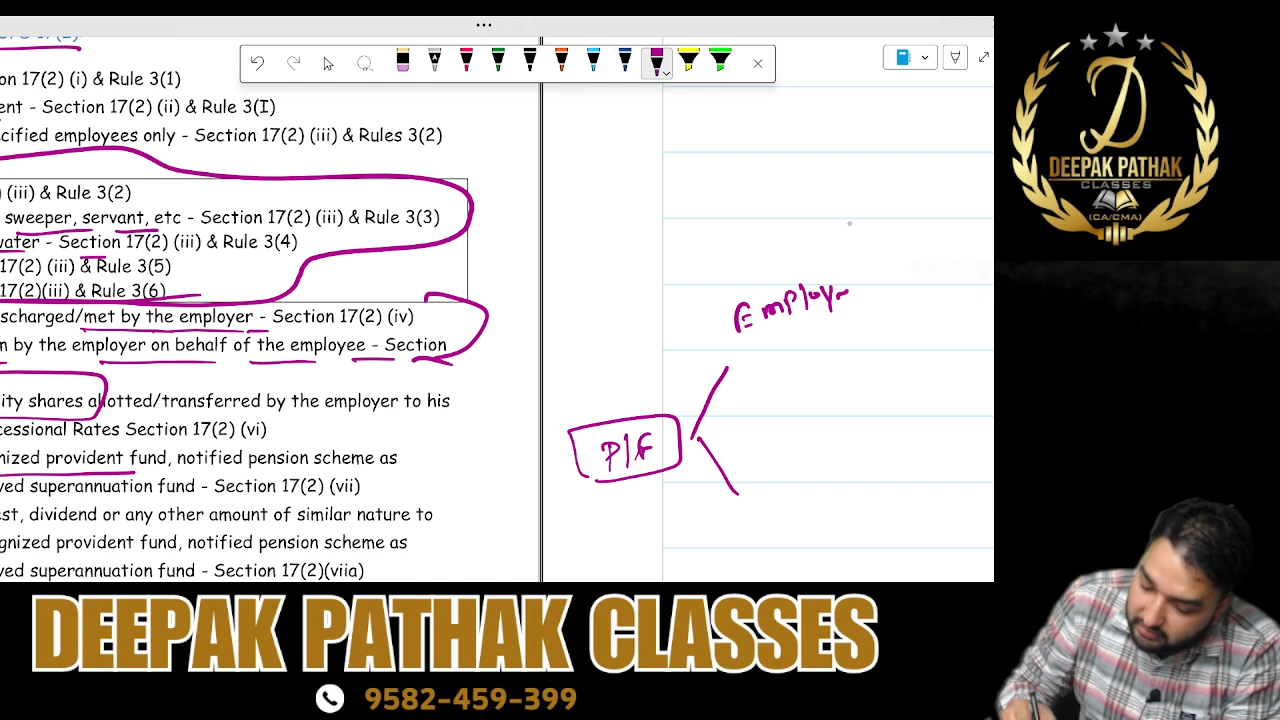 on 17(2) (i) & Rule 3(1)
ent - Section 17(2) (ii) & Rule 3(I)
cified employees only - Section 17(2) (iii) & Rules 3(2)
) (iii) & Rule 3(2)
sweeper, servant, etc - Section 17(2) (iii) & Rule 3(3)
water - Section 17(2) (iii) & Rule 3(4)
17(2) (iii) & Rule 3(5)
17(2)(iii) & Rule 3(6)
scharged/met by the employer - Section 17(2) (iv)
m by the employer on behalf of the employee - Section
ity shares allotted/transferred by the employer to his
cessional Rates Section 17(2) (vi)
nized provident fund, notified pension scheme as
ved superannuation fund - Section 17(2) (vii)
est, dividend or any other amount of similar nature to
gnized provident fund, notified pension scheme as
ved superannuation fund - Section 17(2)(viia)
Employe
P/F
D
DEEPAK PATHAK
CLASSES
(CA/CMA)
DEEPAK PATHAK CLASSES
9582-459-399